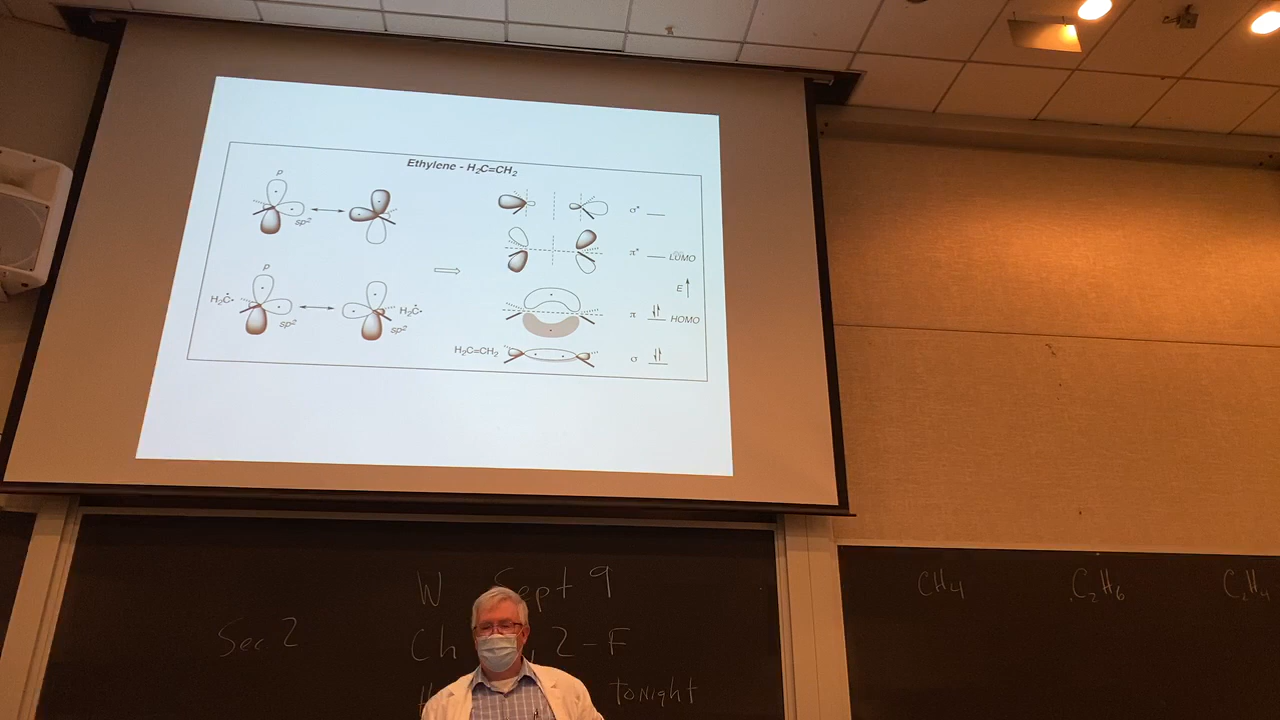 Ethylene - H₂C=CH₂
p
sp²
σ*
π* LUMO
E
p
H₂C•
sp²
H₂C•
sp²
π HOMO
H₂C=CH₂
σ
W Sept 9
Sec 2
Ch 2-F
tonight
CH₄
C₂H₆
C₂H₄